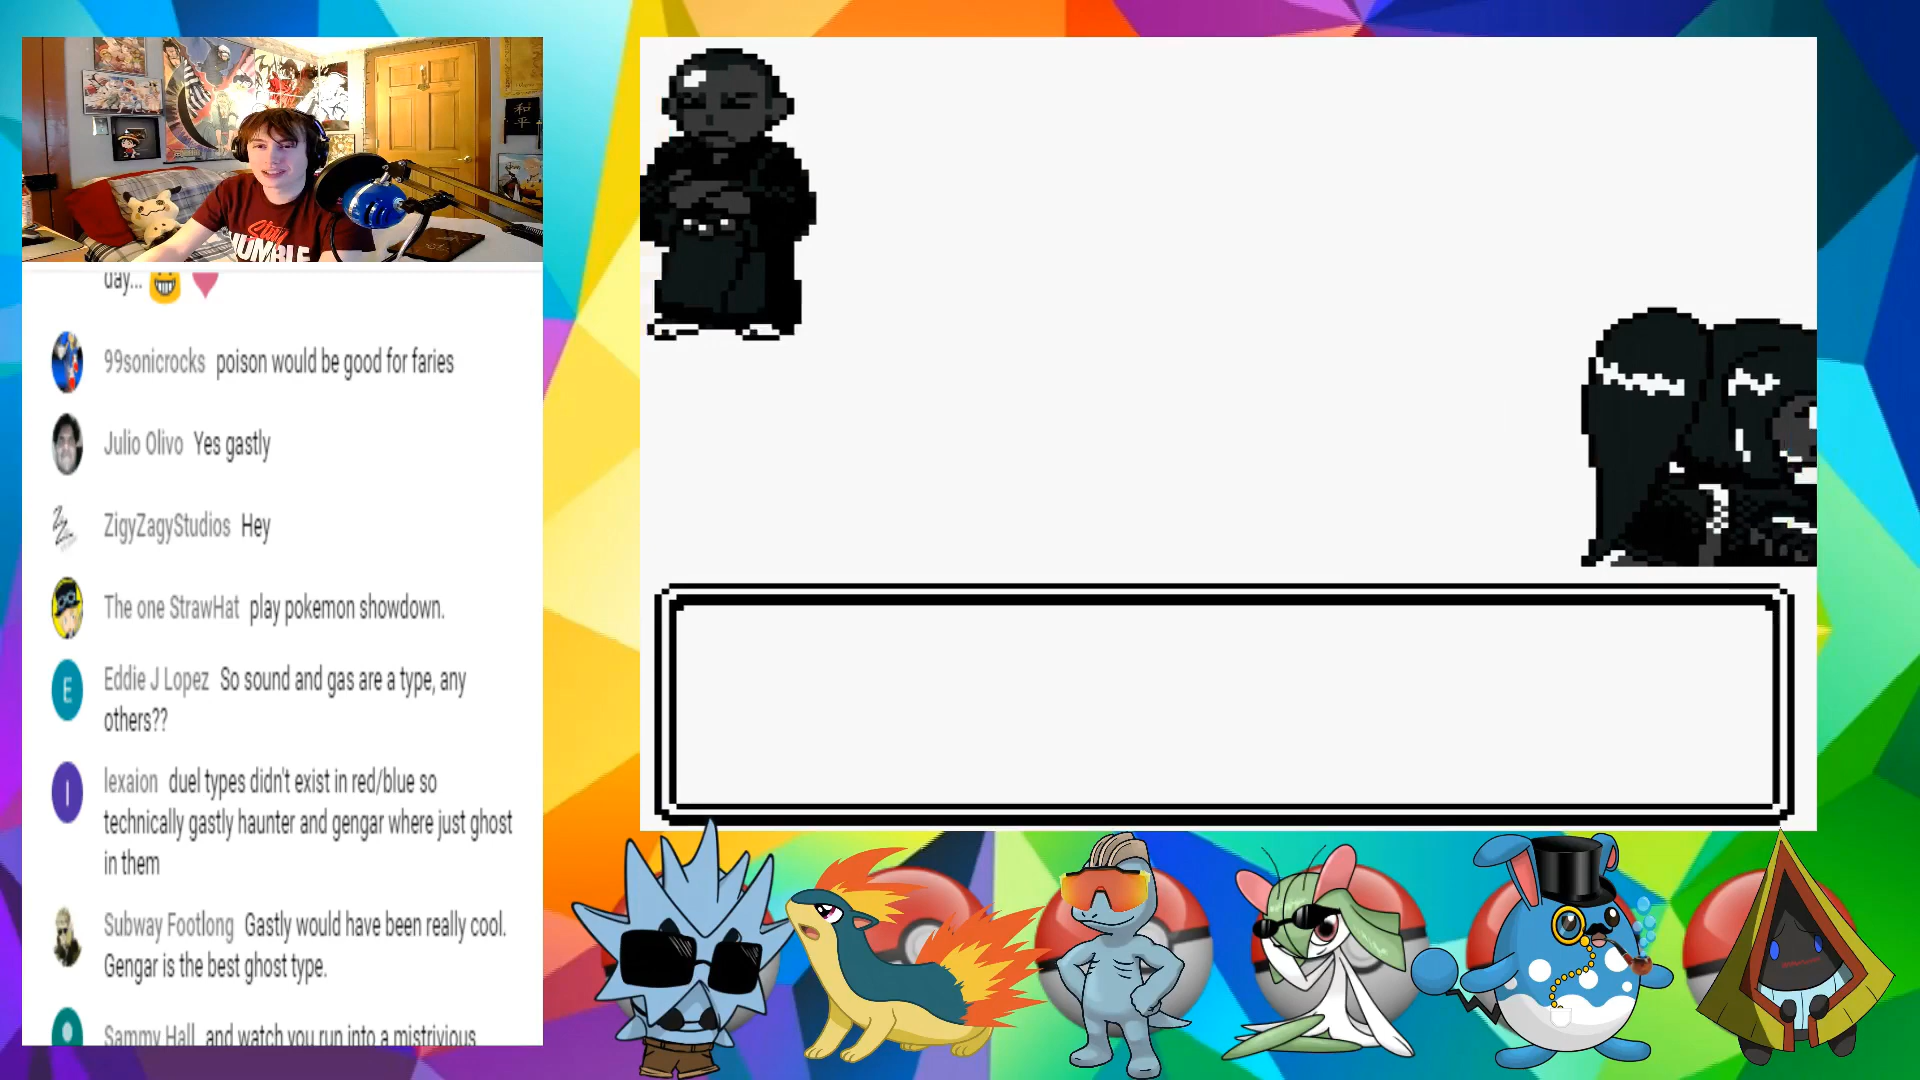 和
平
RUMBLE
day...
99sonicrocks poison would be good for faries
Julio Olivo Yes gastly
ZigyZagyStudios Hey
The one StrawHat play pokemon showdown.
E
Eddie J Lopez So sound and gas are a type, any
others??
l
lexaion duel types didn't exist in red/blue so
technically gastly haunter and gengar where just ghost
in them
Subway Footlong Gastly would have been really cool.
Gengar is the best ghost type.
Sammy Hall and watch you run into a mistrivious